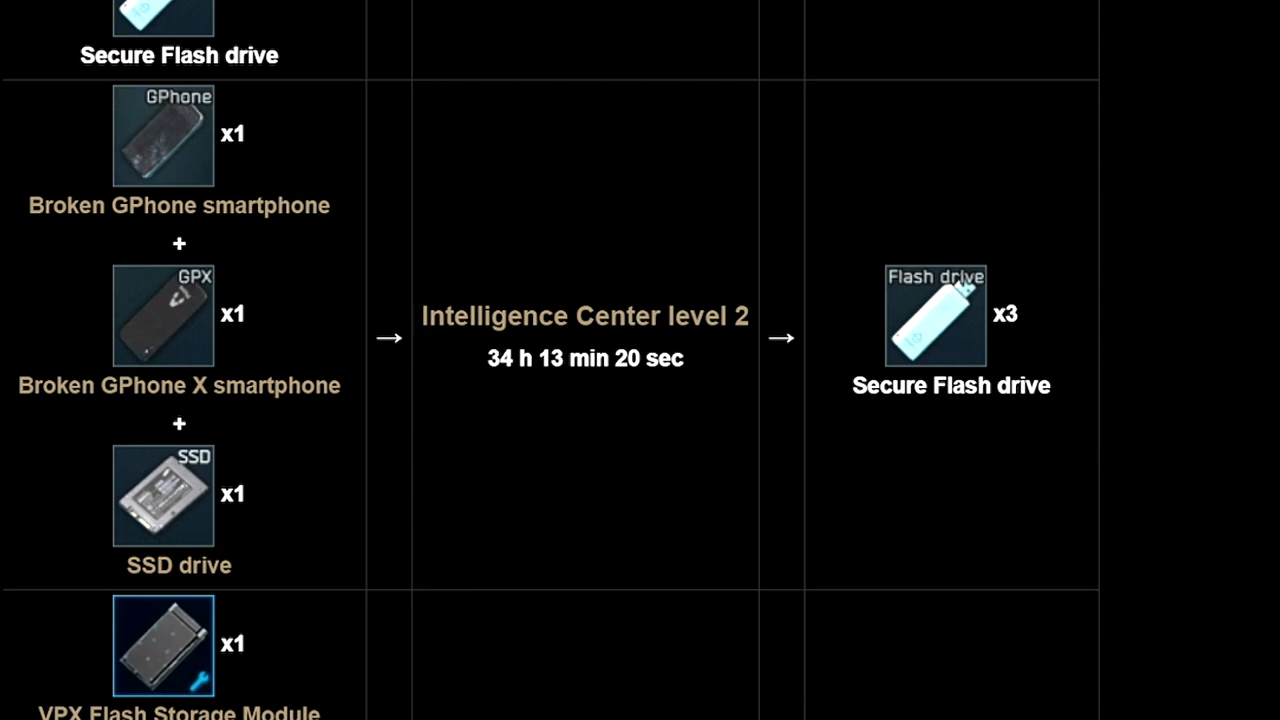 Secure Flash drive
GPhone
x1
Broken GPhone smartphone
+
GPX
x1
Broken GPhone X smartphone
+
SSD
x1
SSD drive
→
Intelligence Center level 2
34 h 13 min 20 sec
→
Flash drive
x3
Secure Flash drive
x1
VPX Flash Storage Module